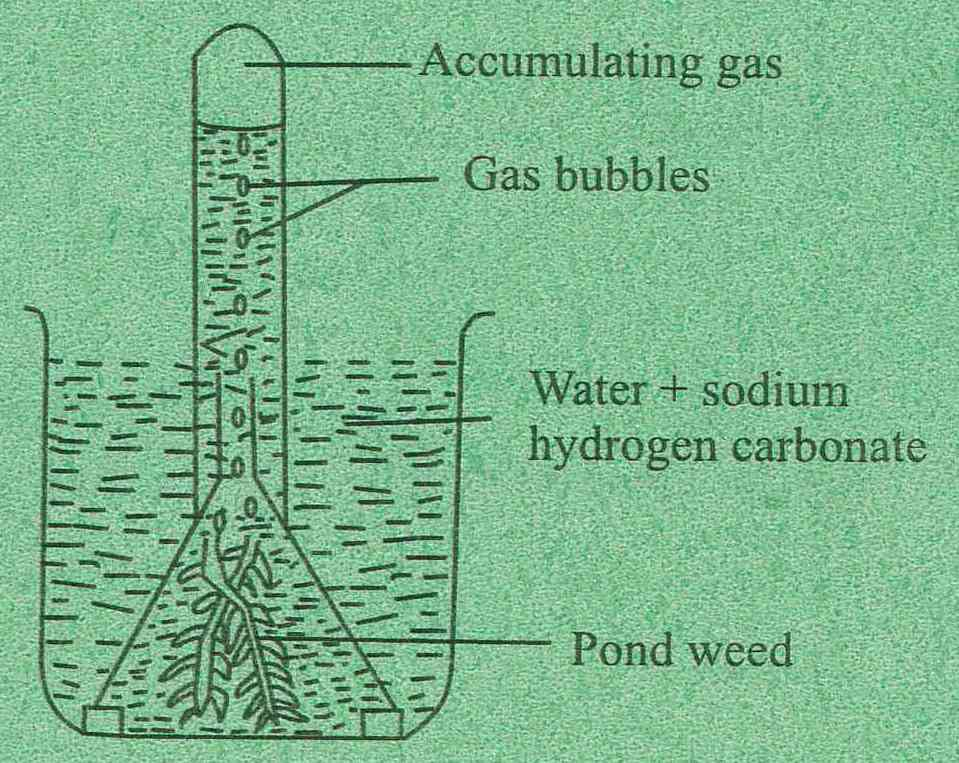 Accumulating gas
Gas bubbles
Water + sodium
hydrogen carbonate
Pond weed